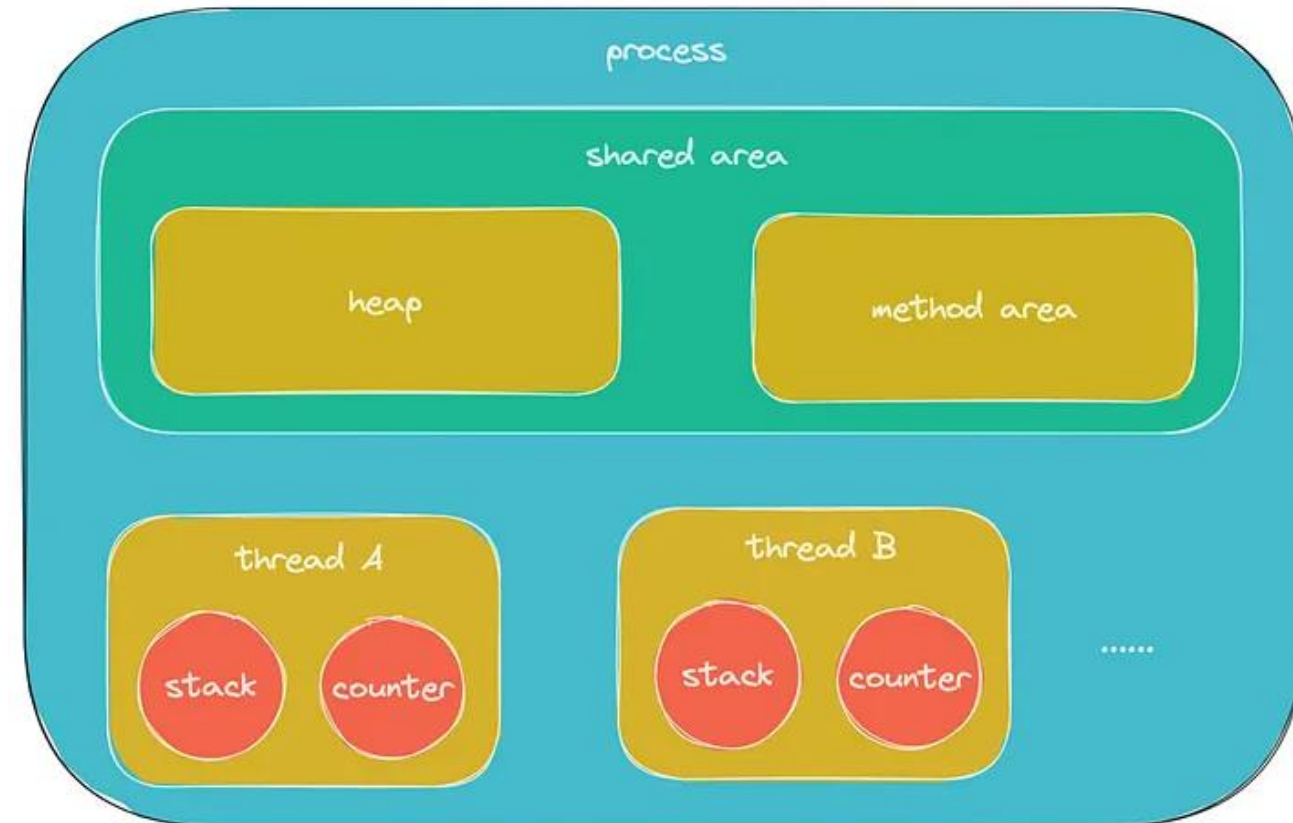 process
shared area
heap
method area
thread A
stack
counter
thread B
stack
counter
......